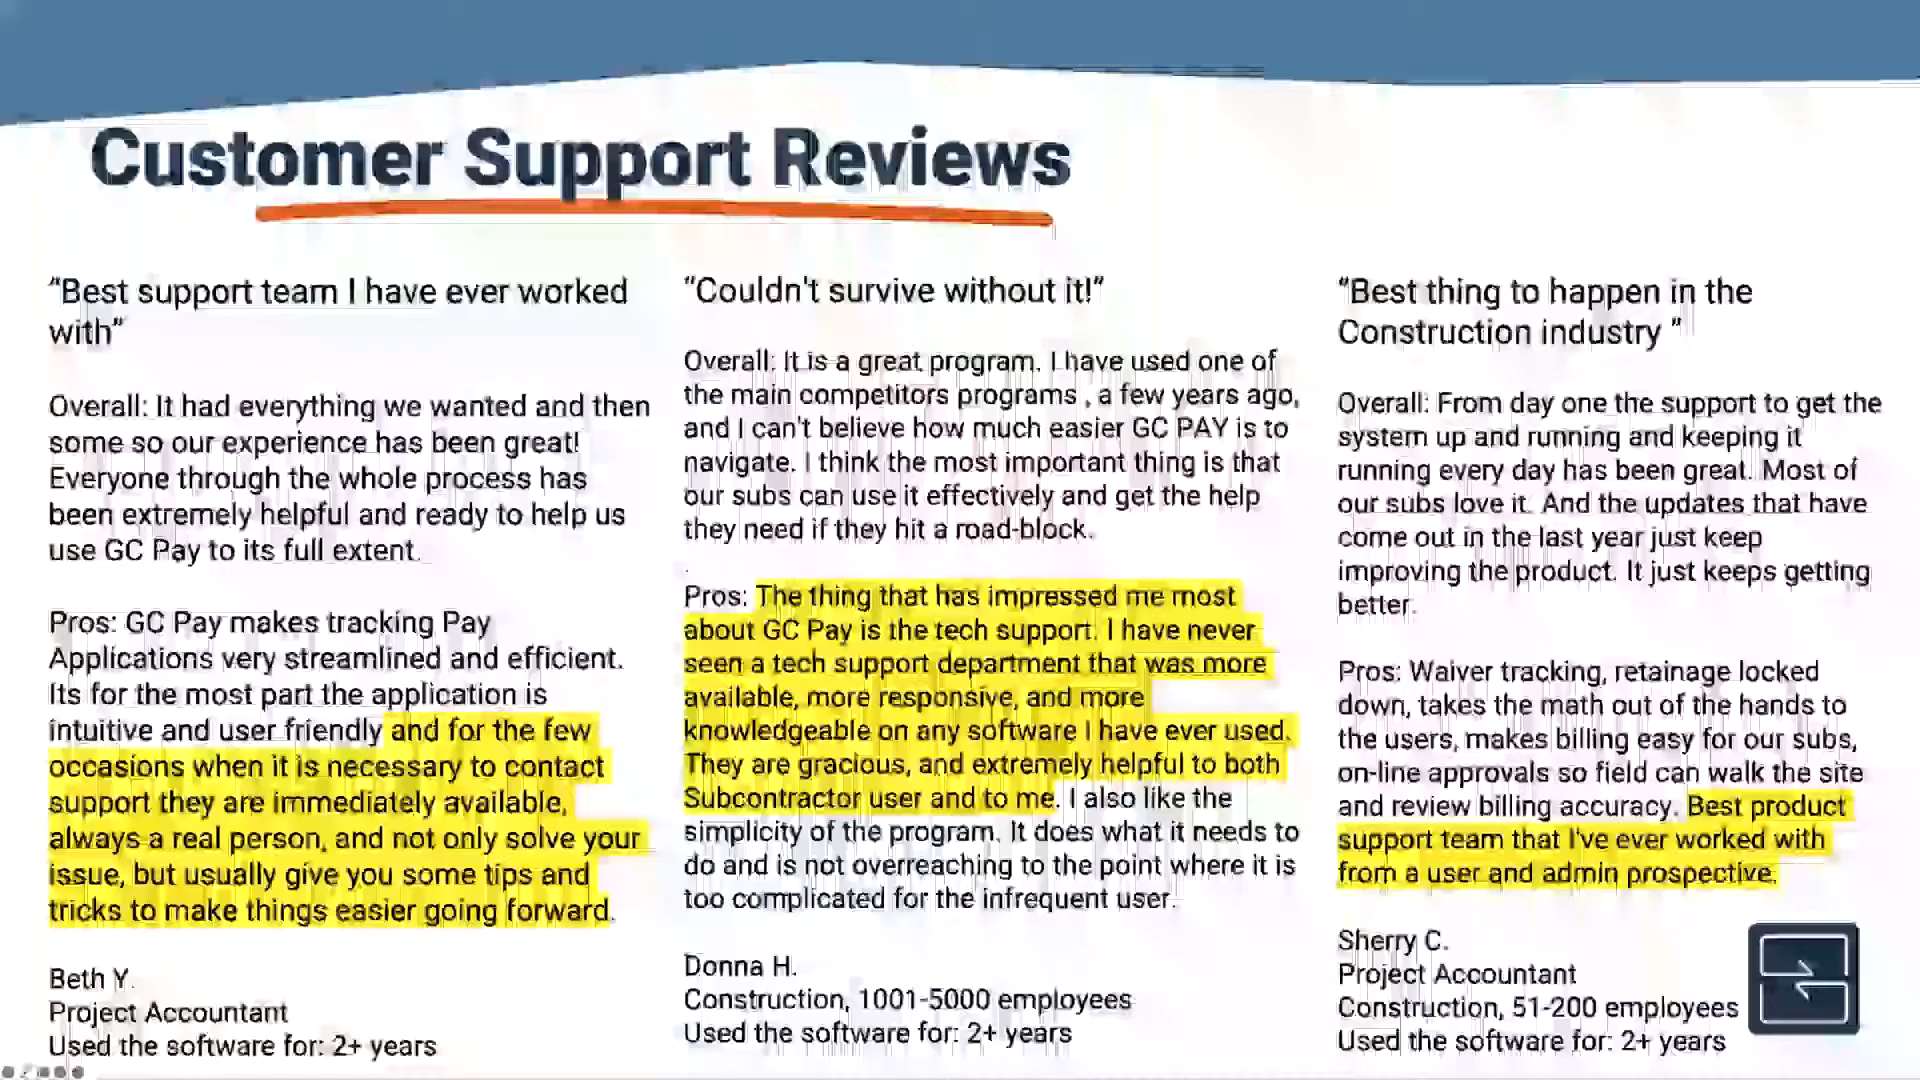 Customer Support Reviews
“Best support team I have ever worked
with”
Overall: It had everything we wanted and then
some so our experience has been great!
Everyone through the whole process has
been extremely helpful and ready to help us
use GC Pay to its full extent.
Pros: GC Pay makes tracking Pay
Applications very streamlined and efficient.
Its for the most part the application is
intuitive and user friendly and for the few
occasions when it is necessary to contact
support they are immediately available,
always a real person, and not only solve your
issue, but usually give you some tips and
tricks to make things easier going forward.
Beth Y.
Project Accountant
Used the software for: 2+ years
“Couldn't survive without it!”
Overall: It is a great program. I have used one of
the main competitors programs , a few years ago,
and I can't believe how much easier GC PAY is to
navigate. I think the most important thing is that
our subs can use it effectively and get the help
they need if they hit a road-block.
.
Pros: The thing that has impressed me most
about GC Pay is the tech support. I have never
seen a tech support department that was more
available, more responsive, and more
knowledgeable on any software I have ever used.
They are gracious, and extremely helpful to both
Subcontractor user and to me. I also like the
simplicity of the program. It does what it needs to
do and is not overreaching to the point where it is
too complicated for the infrequent user.
Donna H.
Construction, 1001-5000 employees
Used the software for: 2+ years
“Best thing to happen in the
Construction industry ”
Overall: From day one the support to get the
system up and running and keeping it
running every day has been great. Most of
our subs love it. And the updates that have
come out in the last year just keep
improving the product. It just keeps getting
better.
Pros: Waiver tracking, retainage locked
down, takes the math out of the hands to
the users, makes billing easy for our subs,
on-line approvals so field can walk the site
and review billing accuracy. Best product
support team that I've ever worked with
from a user and admin prospective.
Sherry C.
Project Accountant
Construction, 51-200 employees
Used the software for: 2+ years